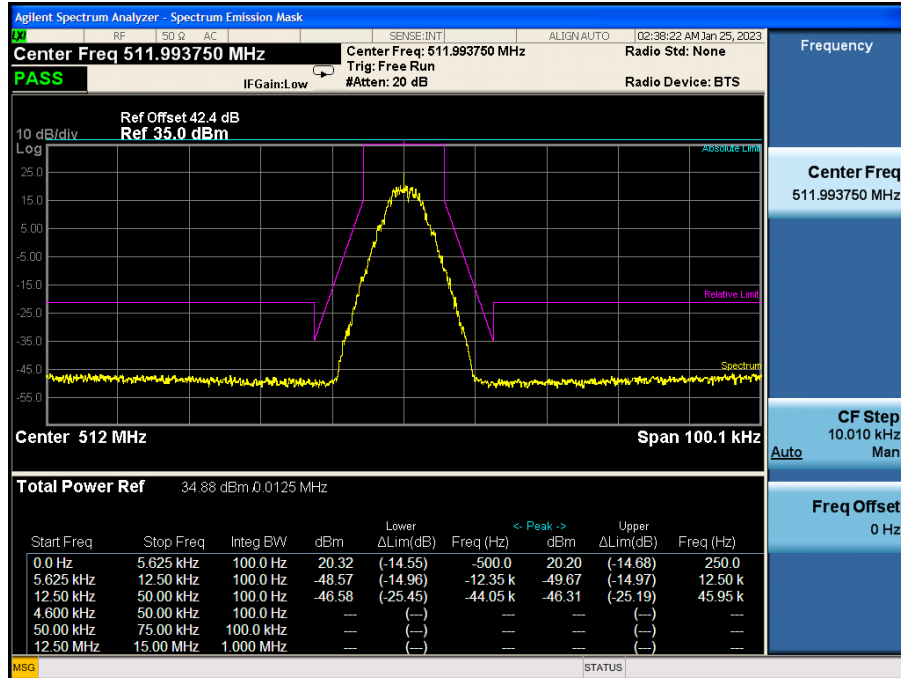 Agilent Spectrum Analyzer - Spectrum Emission Mask
LXI RF 50 Ω AC SENSE:INT ALIGN AUTO 02:38:22 AM Jan 25, 2023
Center Freq 511.993750 MHz
Center Freq: 511.993750 MHz Radio Std: None
Trig: Free Run
PASS IFGain:Low #Atten: 20 dB Radio Device: BTS
Frequency
Ref Offset 42.4 dB
10 dB/div Ref 35.0 dBm
Log
Absolute Limit
25.0
15.0
5.00
-5.00
-15.0
Relative Limit
-25.0
-35.0
-45.0
Spectrum
-55.0
Center 512 MHz Span 100.1 kHz
Center Freq
511.993750 MHz
CF Step
10.010 kHz
Auto Man
Freq Offset
0 Hz
Total Power Ref 34.88 dBm / 0.0125 MHz
Lower <- Peak -> Upper
Start Freq Stop Freq Integ BW dBm ΔLim(dB) Freq (Hz) dBm ΔLim(dB) Freq (Hz)
0.0 Hz 5.625 kHz 100.0 Hz 20.32 (-14.55) -500.0 20.20 (-14.68) 250.0
5.625 kHz 12.50 kHz 100.0 Hz -48.57 (-14.96) -12.35 k -49.67 (-14.97) 12.50 k
12.50 kHz 50.00 kHz 100.0 Hz -46.58 (-25.45) -44.05 k -46.31 (-25.19) 45.95 k
4.600 kHz 50.00 kHz 100.0 Hz --- (---) --- --- (---) ---
50.00 kHz 75.00 kHz 100.0 kHz --- (---) --- --- (---) ---
12.50 MHz 15.00 MHz 1.000 MHz --- (---) --- --- (---) ---
MSG STATUS